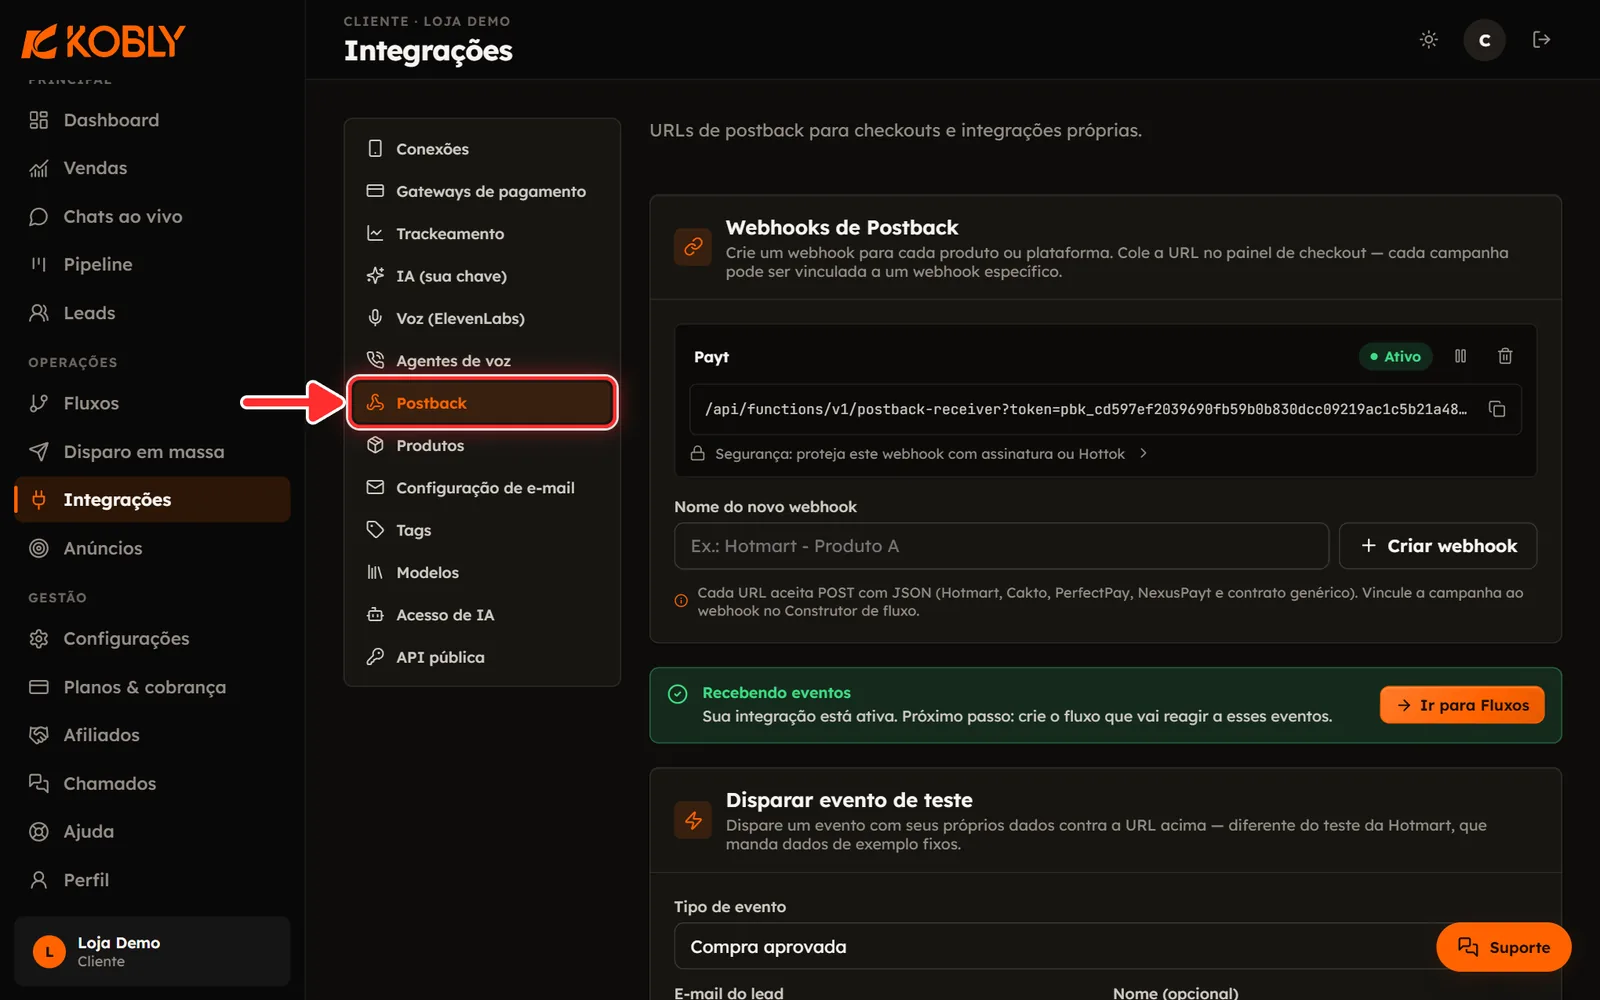 KOBLY
PRINCIPAL
Dashboard
Vendas
Chats ao vivo
Pipeline
Leads
OPERAÇÕES
Fluxos
Disparo em massa
Integrações
Anúncios
GESTÃO
Configurações
Planos & cobrança
Afiliados
Chamados
Ajuda
Perfil
L
Loja Demo
Cliente
CLIENTE · LOJA DEMO
Integrações
C
Conexões
Gateways de pagamento
Trackeamento
IA (sua chave)
Voz (ElevenLabs)
Agentes de voz
Postback
Produtos
Configuração de e-mail
Tags
Modelos
Acesso de IA
API pública
URLs de postback para checkouts e integrações próprias.
Webhooks de Postback
Crie um webhook para cada produto ou plataforma. Cole a URL no painel de checkout — cada campanha
pode ser vinculada a um webhook específico.
Payt
Ativo
/api/functions/v1/postback-receiver?token=pbk_cd597ef2039690fb59b0b830dcc09219ac1c5b21a48…
Segurança: proteja este webhook com assinatura ou Hottok
Nome do novo webhook
Ex.: Hotmart - Produto A
+ Criar webhook
Cada URL aceita POST com JSON (Hotmart, Cakto, PerfectPay, NexusPayt e contrato genérico). Vincule a campanha ao
webhook no Construtor de fluxo.
Recebendo eventos
Sua integração está ativa. Próximo passo: crie o fluxo que vai reagir a esses eventos.
Ir para Fluxos
Disparar evento de teste
Dispare um evento com seus próprios dados contra a URL acima — diferente do teste da Hotmart, que
manda dados de exemplo fixos.
Tipo de evento
Compra aprovada
Suporte
E-mail do lead
Nome (opcional)